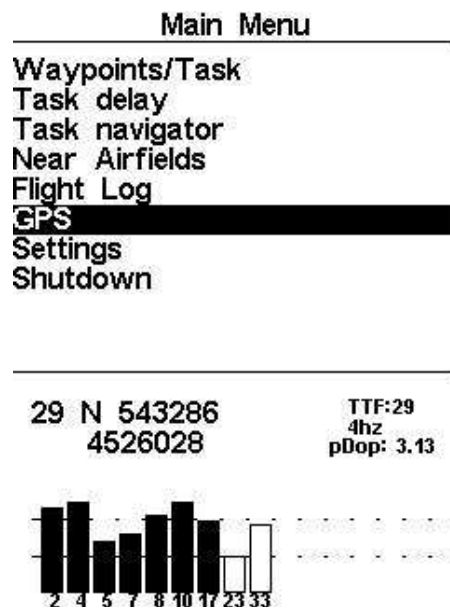 Main Menu
Waypoints/Task
Task delay
Task navigator
Near Airfields
Flight Log
GPS
Settings
Shutdown
29 N 543286
4526028
TTF:29
4hz
pDop: 3.13
2 4 5 7 8 10 17 23 33